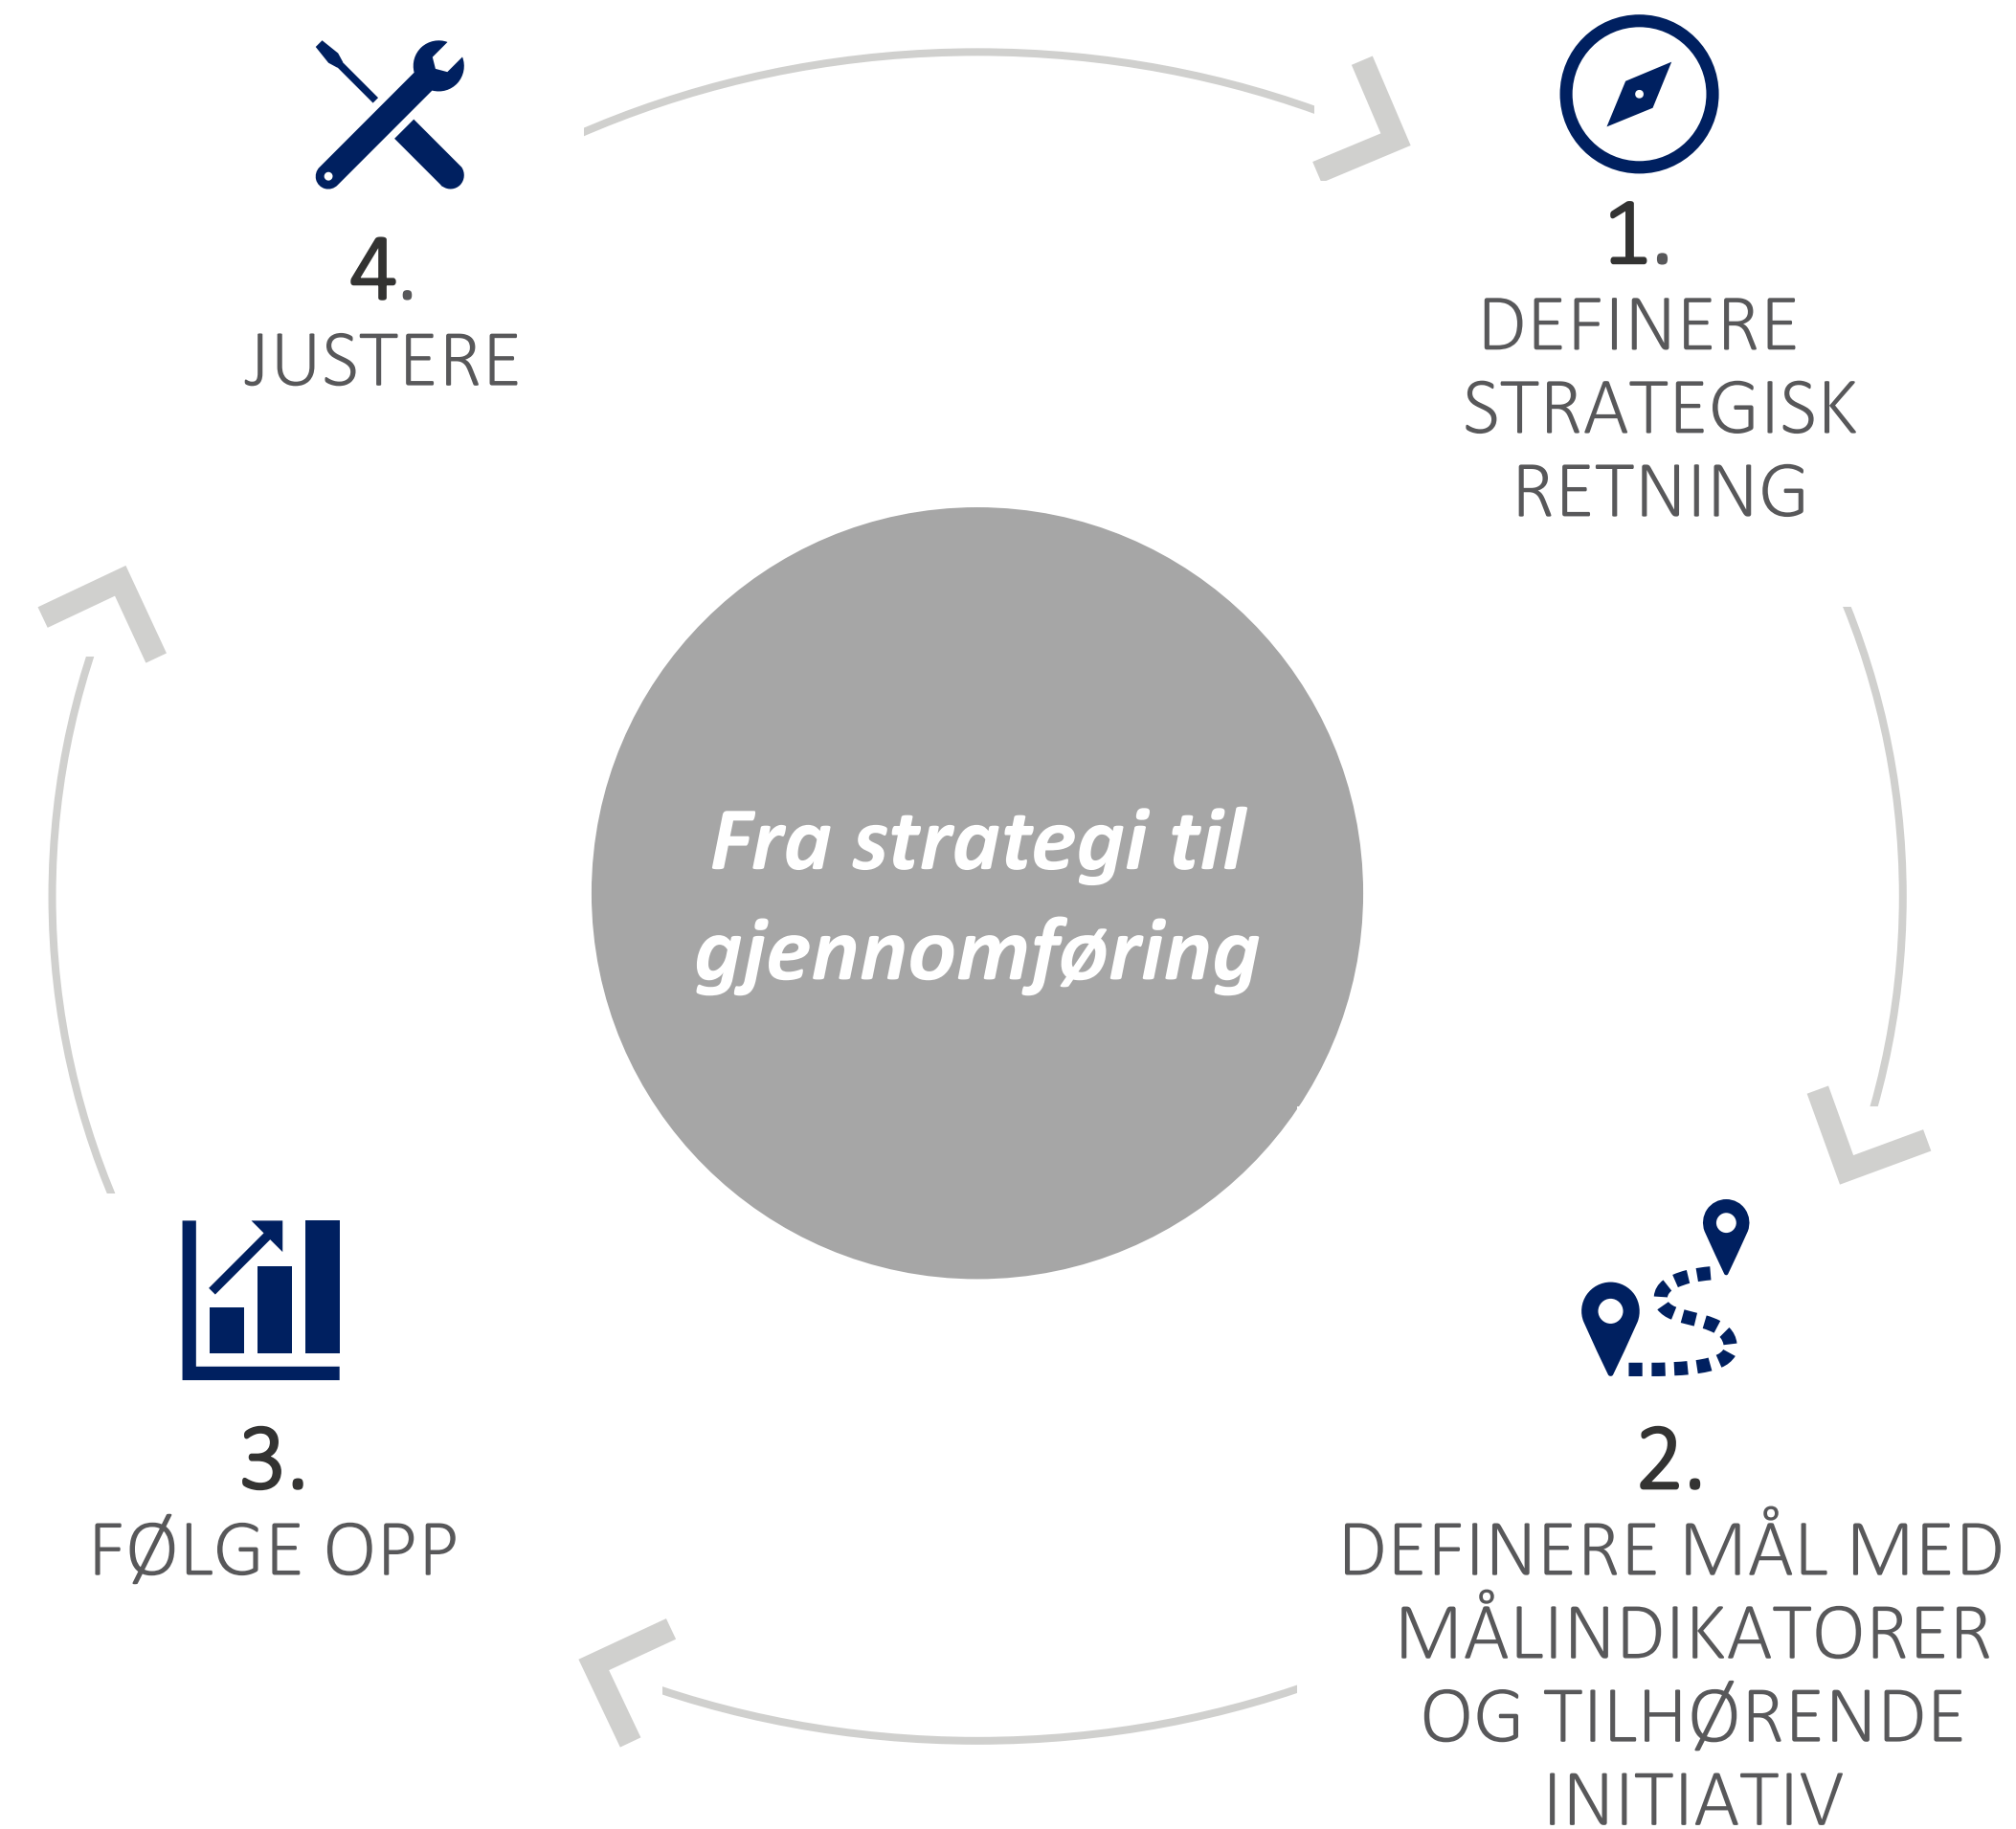 1.
DEFINERE
STRATEGISK
RETNING
2.
DEFINERE MÅL MED
MÅLINDIKATORER
OG TILHØRENDE
INITIATIV
3.
FØLGE OPP
4.
JUSTERE
Fra strategi til
gjennomføring